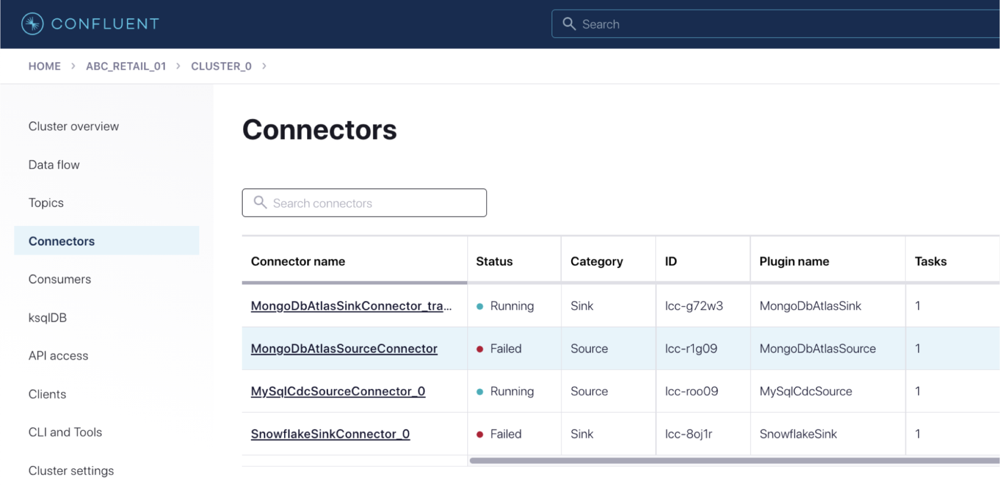 CONFLUENT
Search
HOME > ABC_RETAIL_01 > CLUSTER_0 >
Cluster overview
Data flow
Topics
Connectors
Consumers
ksqlDB
API access
Clients
CLI and Tools
Cluster settings
Connectors
Search connectors
Connector name Status Category ID Plugin name Tasks
MongoDbAtlasSinkConnector_tra... Running Sink lcc-g72w3 MongoDbAtlasSink 1
MongoDbAtlasSourceConnector Failed Source lcc-r1g09 MongoDbAtlasSource 1
MySqlCdcSourceConnector_0 Running Source lcc-roo09 MySqlCdcSource 1
SnowflakeSinkConnector_0 Failed Sink lcc-8oj1r SnowflakeSink 1